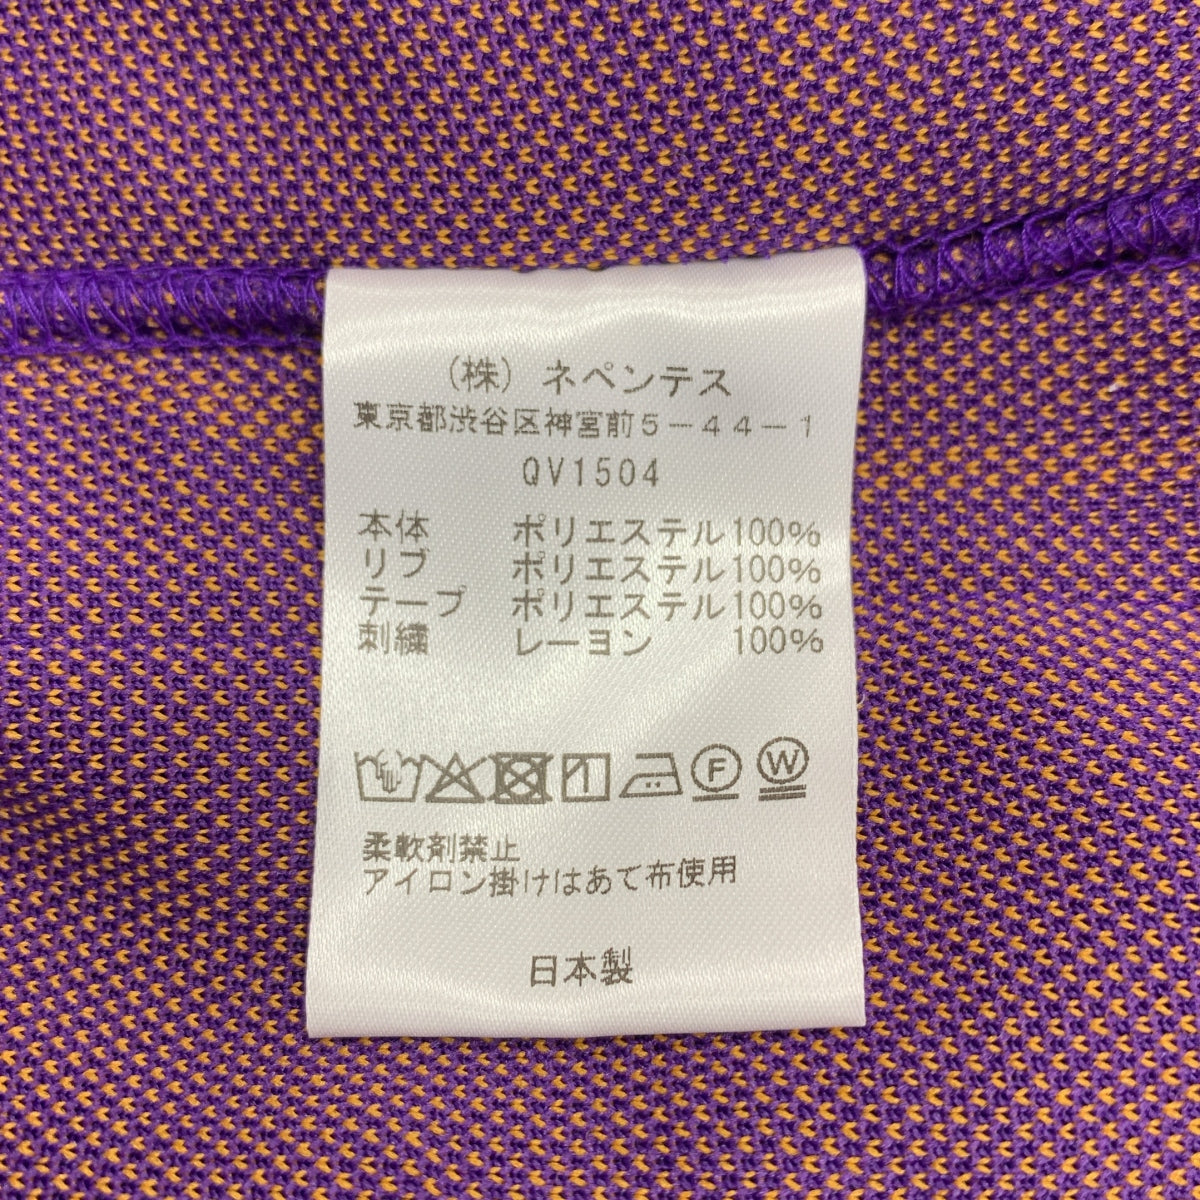 （株）ネペンテス
東京都渋谷区神宮前５－４４－１
QV1504
本体 ポリエステル100%
リブ ポリエステル100%
テープ ポリエステル100%
刺繍 レーヨン 100%
F W
柔軟剤禁止
アイロン掛けはあて布使用
日本製